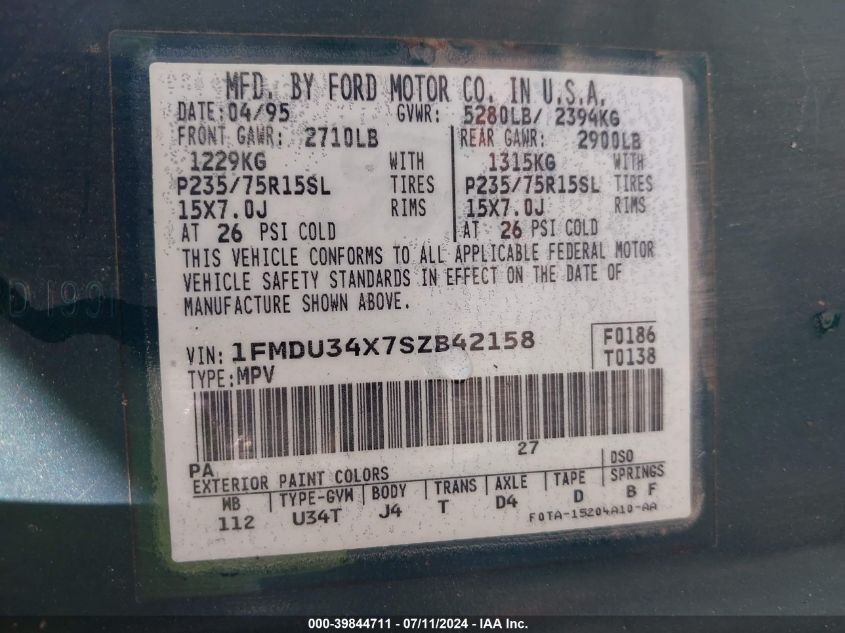 MFD. BY FORD MOTOR CO. IN U.S.A.
DATE: 04/95 GVWR: 5280LB/ 2394KG
FRONT GAWR: 2710LB REAR GAWR: 2900LB
1229KG WITH 1315KG WITH
P235/75R15SL TIRES P235/75R15SL TIRES
15X7.0J RIMS 15X7.0J RIMS
AT 26 PSI COLD AT 26 PSI COLD
THIS VEHICLE CONFORMS TO ALL APPLICABLE FEDERAL MOTOR
VEHICLE SAFETY STANDARDS IN EFFECT ON THE DATE OF
MANUFACTURE SHOWN ABOVE.
VIN: 1FMDU34X7SZB42158 F0186
TYPE: MPV T0138
27
PA DSO
EXTERIOR PAINT COLORS
WB TYPE-GVW BODY TRANS AXLE TAPE SPRINGS
112 U34T J4 T D4 D B F
F0TA-15204A10-AA
000-39844711 - 07/11/2024 - IAA Inc.